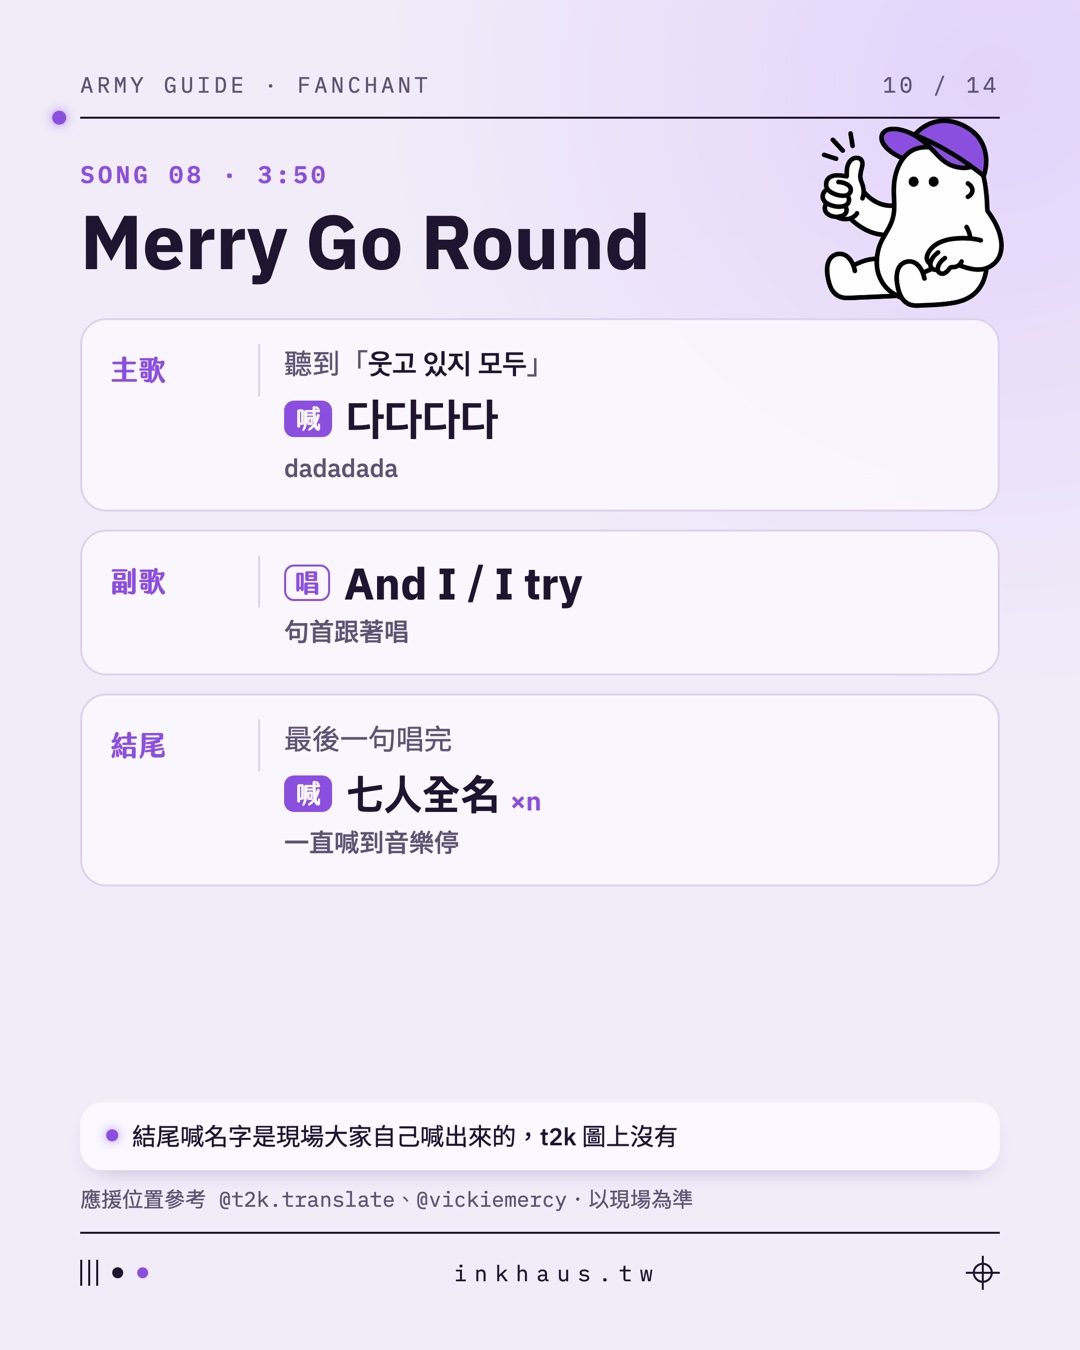 ARMY GUIDE · FANCHANT
10 / 14
SONG 08 · 3:50
Merry Go Round
主歌
聽到「웃고 있지 모두」
喊 다다다다
dadadada
副歌
唱 And I / I try
句首跟著唱
結尾
最後一句唱完
喊 七人全名 ×n
一直喊到音樂停
結尾喊名字是現場大家自己喊出來的，t2k 圖上沒有
應援位置參考 @t2k.translate、@vickiemercy · 以現場為準
inkhaus.tw